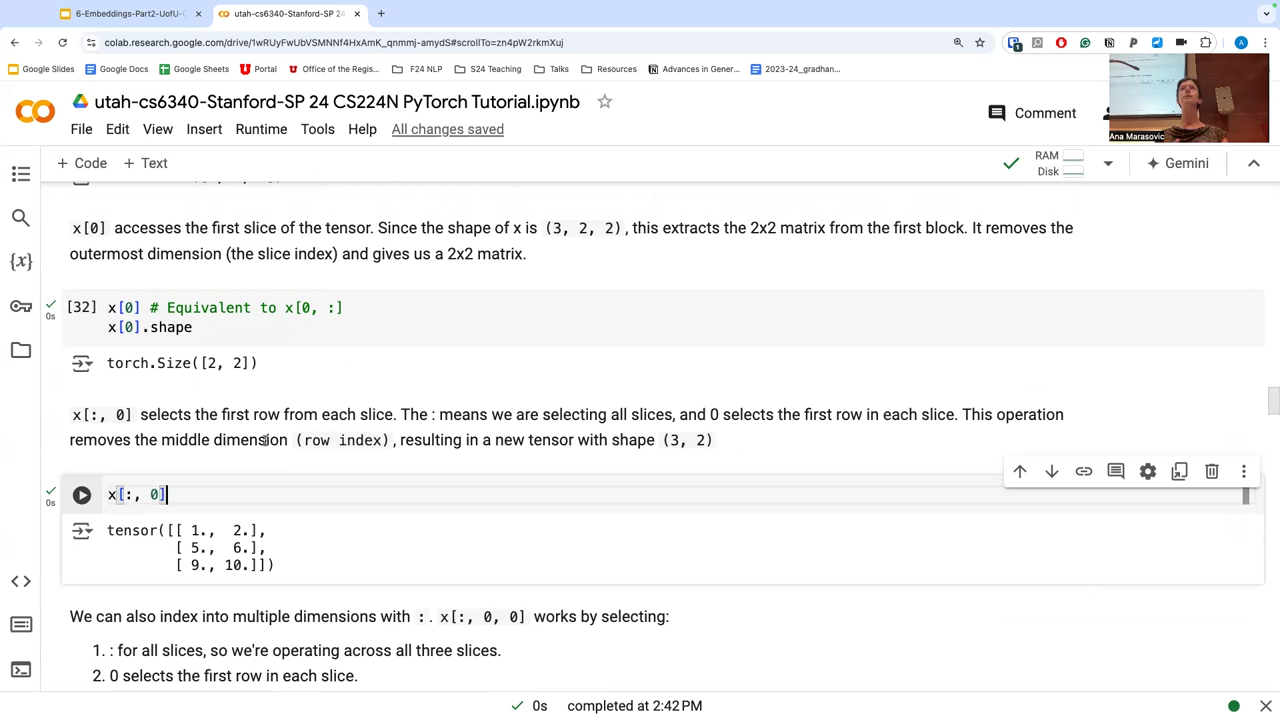 6-Embeddings-Part2-UofU-C
utah-cs6340-Stanford-SP 24
colab.research.google.com/drive/1wRUyFwUbVSMNNf4HxAmK_qnmmj-amydS#scrollTo=zn4pW2rkmXuj
Google Slides
Google Docs
Google Sheets
Portal
Office of the Regis...
F24 NLP
S24 Teaching
Talks
Resources
Advances in Gener...
2023-24_gradhan...
utah-cs6340-Stanford-SP 24 CS224N PyTorch Tutorial.ipynb
Comment
Ana Marasovic
File Edit View Insert Runtime Tools Help All changes saved
+ Code + Text
RAM
Disk
Gemini
x[0] accesses the first slice of the tensor. Since the shape of x is (3, 2, 2), this extracts the 2x2 matrix from the first block. It removes the
outermost dimension (the slice index) and gives us a 2x2 matrix.
[32] x[0] # Equivalent to x[0, :]
0s
x[0].shape
torch.Size([2, 2])
x[:, 0] selects the first row from each slice. The : means we are selecting all slices, and 0 selects the first row in each slice. This operation
removes the middle dimension (row index), resulting in a new tensor with shape (3, 2)
x[:, 0]
0s
tensor([[ 1., 2.],
[ 5., 6.],
[ 9., 10.]])
We can also index into multiple dimensions with :. x[:, 0, 0] works by selecting:
1. : for all slices, so we're operating across all three slices.
2. 0 selects the first row in each slice.
0s completed at 2:42 PM